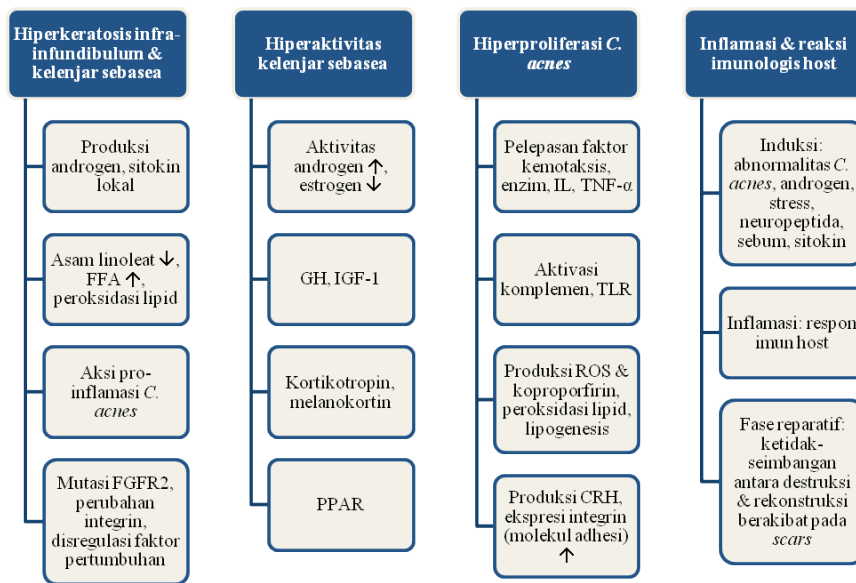 Hiperkeratosis infra-
infundibulum &
kelenjar sebasea
Produksi
androgen, sitokin
lokal
Asam linoleat ↓,
FFA ↑,
peroksidasi lipid
Aksi pro-
inflamasi C.
acnes
Mutasi FGFR2,
perubahan
integrin,
disregulasi faktor
pertumbuhan
Hiperaktivitas
kelenjar sebasea
Aktivitas
androgen ↑,
estrogen ↓
GH, IGF-1
Kortikotropin,
melanokortin
PPAR
Hiperproliferasi C.
acnes
Pelepasan faktor
kemotaksis,
enzim, IL, TNF-α
Aktivasi
komplemen, TLR
Produksi ROS &
koproporfirin,
peroksidasi lipid,
lipogenesis
Produksi CRH,
ekspresi integrin
(molekul adhesi)
↑
Inflamasi & reaksi
imunologis host
Induksi:
abnormalitas C.
acnes, androgen,
stress,
neuropeptida,
sebum, sitokin
Inflamasi: respon
imun host
Fase reparatif:
ketidak-
seimbangan
antara destruksi
& rekonstruksi
berakibat pada
scars